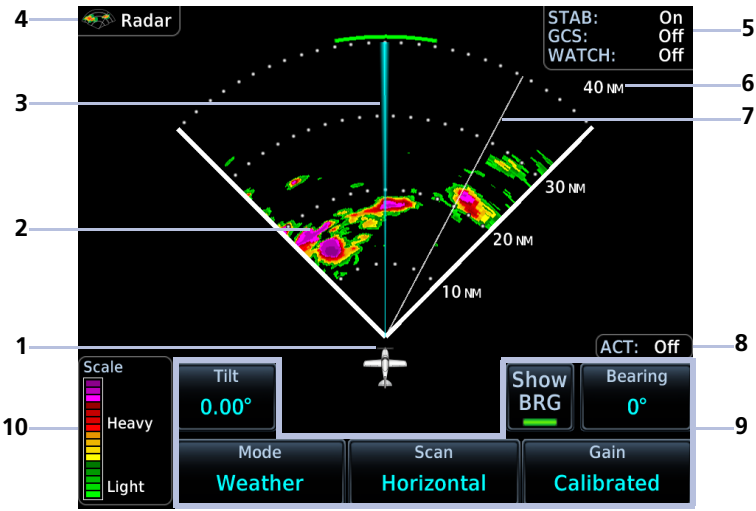 4
Radar
STAB: On
GCS: Off
WATCH: Off
5
40 NM
6
3
7
30 NM
2
20 NM
10 NM
1
ACT: Off
8
Scale
Heavy
Light
10
Tilt
0.00°
Show
BRG
Bearing
0°
9
Mode
Weather
Scan
Horizontal
Gain
Calibrated